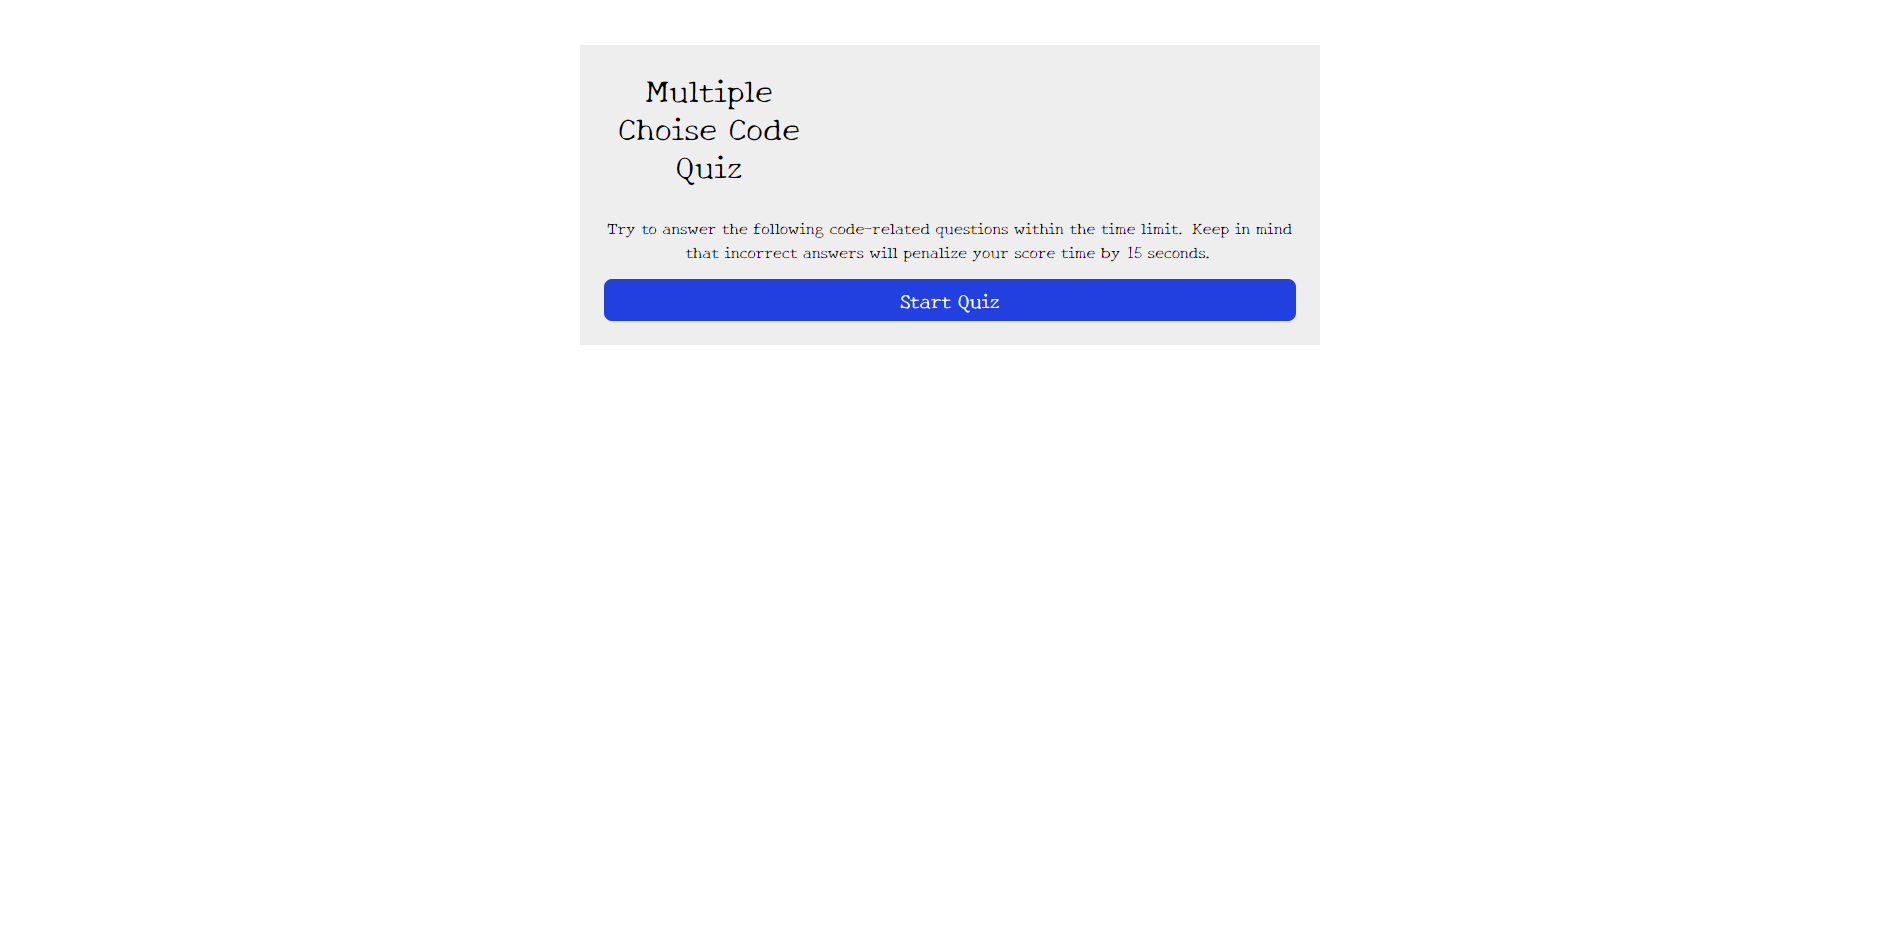 Multiple
Choise Code
Quiz
Try to answer the following code-related questions within the time limit. Keep in mind
that incorrect answers will penalize your score time by 15 seconds.
Start Quiz